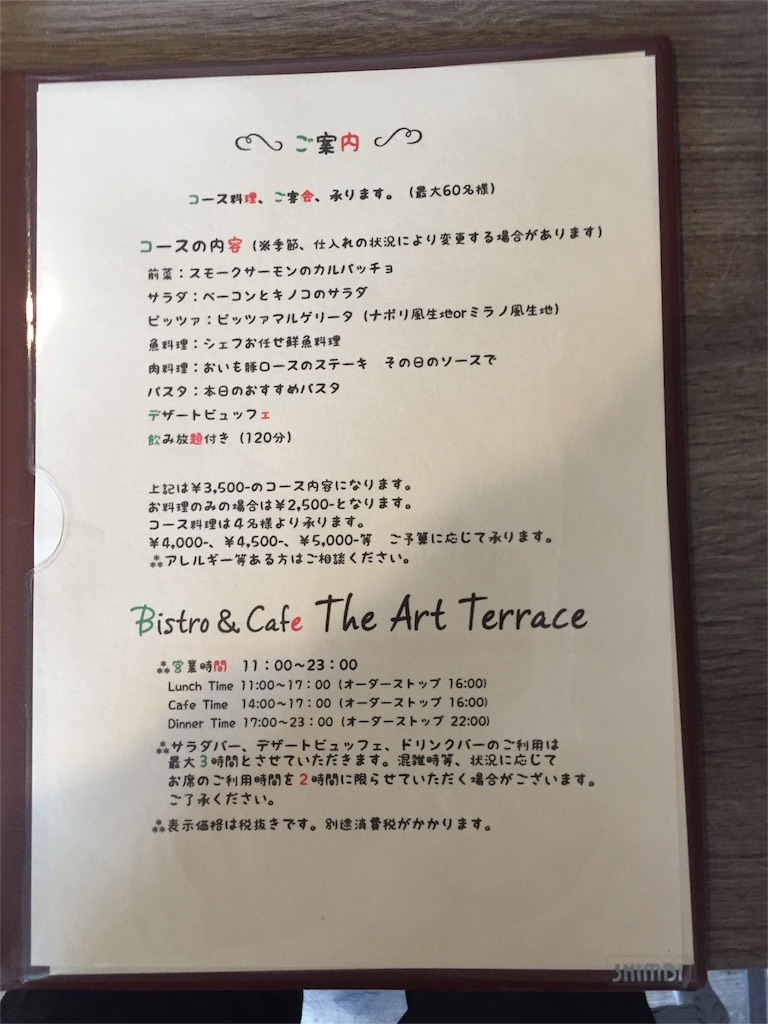 ご案内
コース料理、ご宴会、承ります。（最大60名様）
コースの内容（※季節、仕入れの状況により変更する場合があります）
前菜：スモークサーモンのカルパッチョ
サラダ：ベーコンとキノコのサラダ
ピッツァ：ピッツァマルゲリータ（ナポリ風生地orミラノ風生地）
魚料理：シェフお任せ鮮魚料理
肉料理：おいも豚ロースのステーキ　その日のソースで
パスタ：本日のおすすめパスタ
デザートビュッフェ
飲み放題付き（120分）
上記は￥3,500-のコース内容になります。
お料理のみの場合は￥2,500-となります。
コース料理は４名様より承ります。
￥4,000-、￥4,500-、￥5,000-等　ご予算に応じて承ります。
⁂アレルギー等ある方はご相談ください。
Bistro & Cafe The Art Terrace
⁂営業時間　11：00〜23：00
Lunch Time 11:00〜17：00（オーダーストップ 16:00）
Cafe Time 14:00〜17：00（オーダーストップ 16:00）
Dinner Time 17:00〜23：00（オーダーストップ 22:00）
⁂サラダバー、デザートビュッフェ、ドリンクバーのご利用は
最大３時間とさせていただきます。混雑時等、状況に応じて
お席のご利用時間を２時間に限らせていただく場合がございます。
ご了承ください。
⁂表示価格は税抜きです。別途消費税がかかります。
SHIMBI